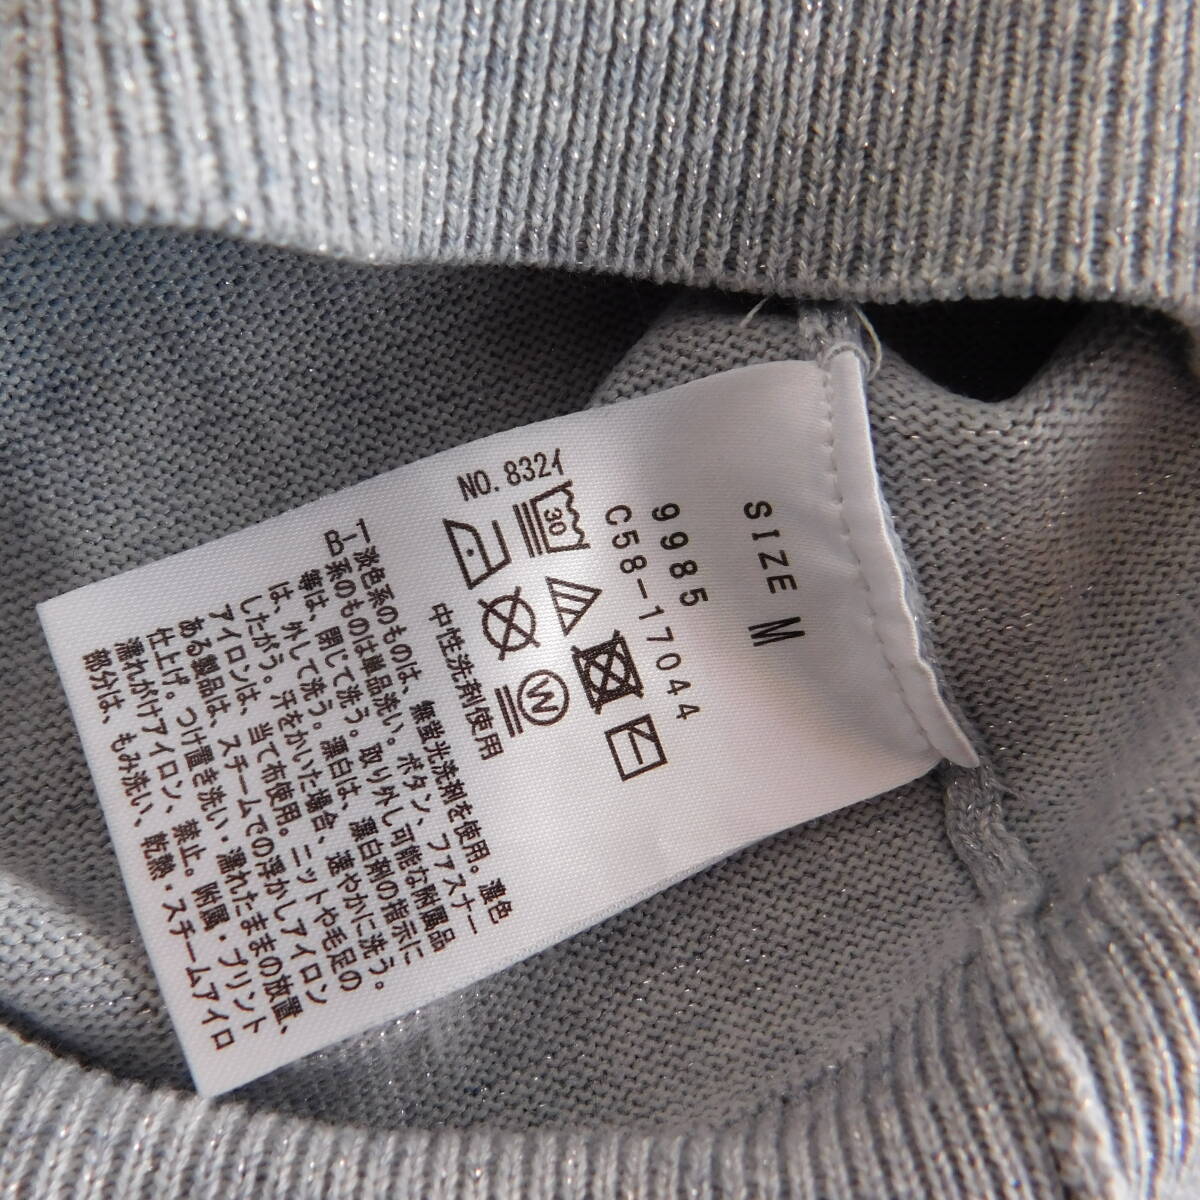 SIZE M
9985
C58-17044
30
W
NO.832イ
中性洗剤使用
T 淡色系のものは、無蛍光洗剤を使用。濃色
B 系のものは単品洗い。ボタン、ファスナー
等は、閉じて洗う。取り外し可能な附属品
は、外して洗う。漂白は、漂白剤の指示に
したがう。汗をかいた場合、速やかに洗う。
アイロンは、当て布使用。ニットや毛足の
ある製品は、スチームでの浮かしアイロン
仕上げ。つけ置き洗い・濡れたままの放置、
濡れがけアイロン、禁止。附属・プリント
部分は、もみ洗い、乾熱・スチームアイロ